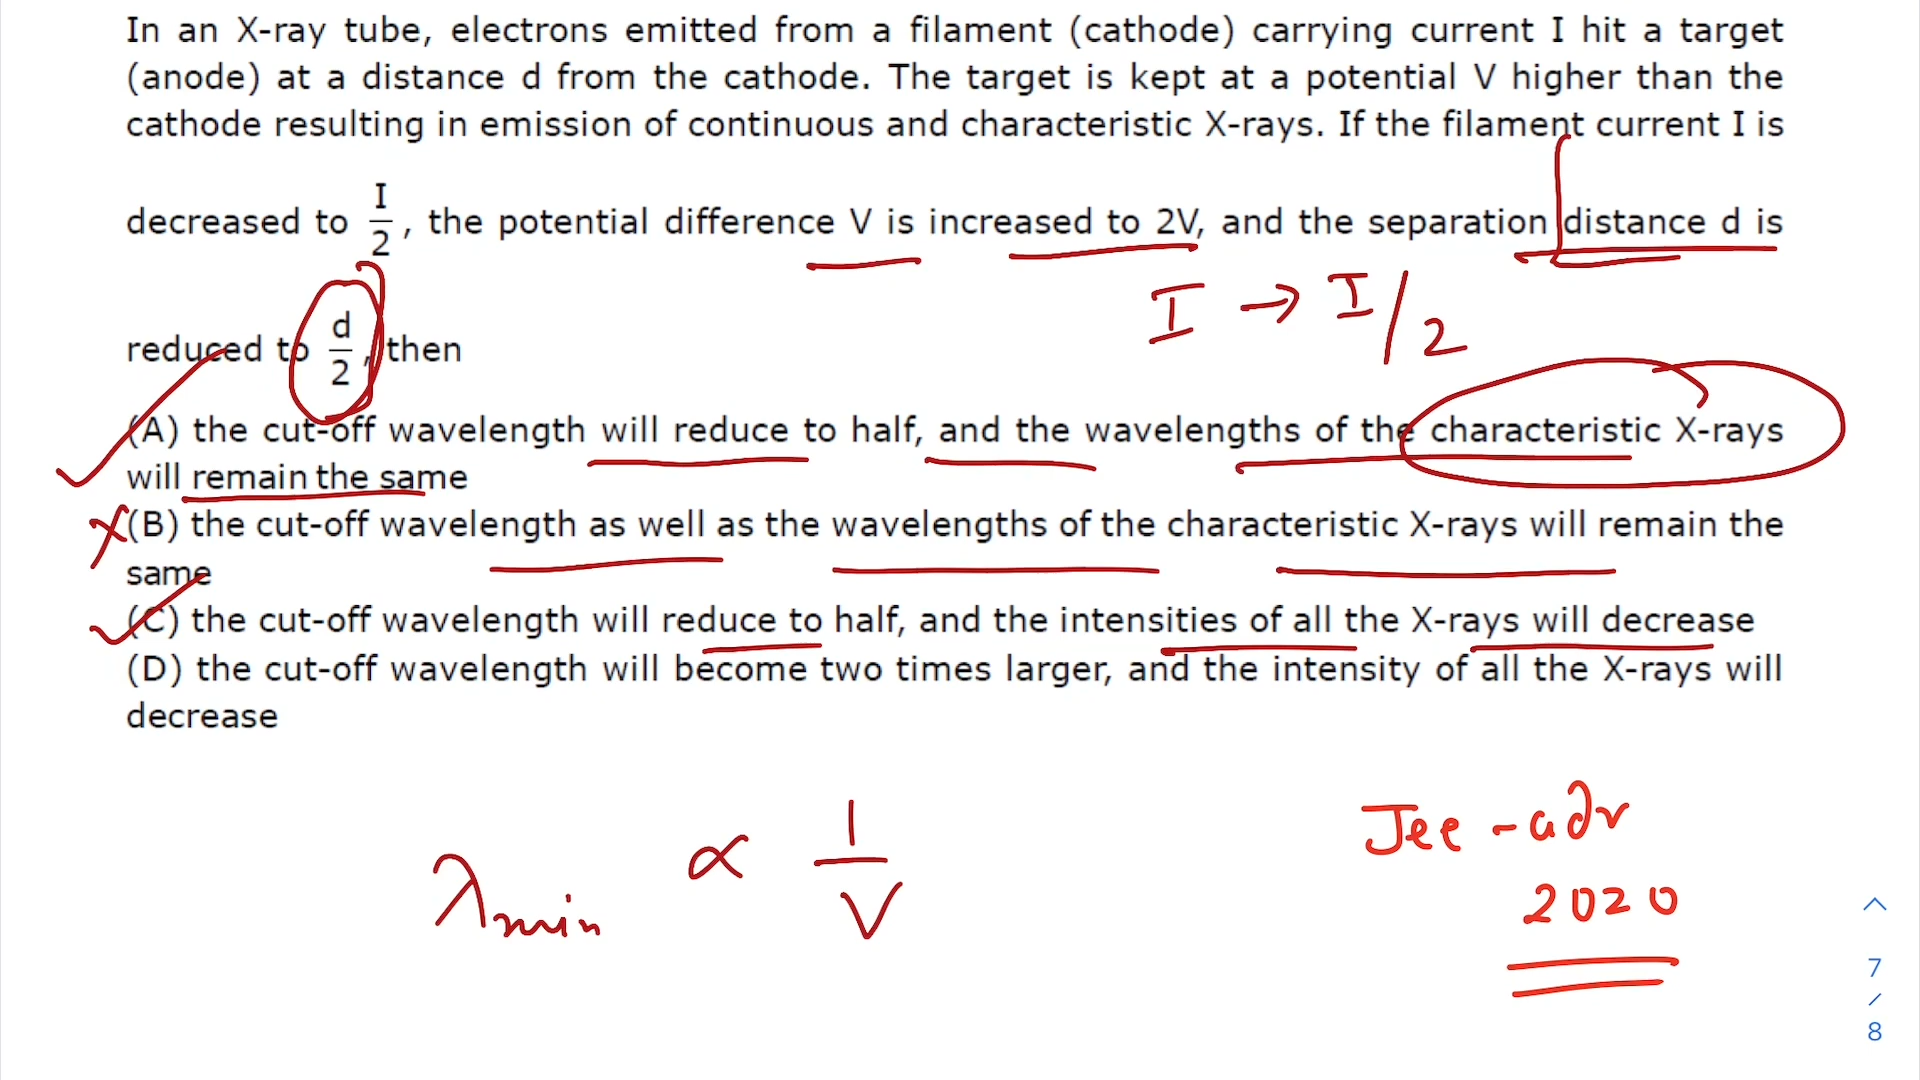 In an X-ray tube, electrons emitted from a filament (cathode) carrying current I hit a target
(anode) at a distance d from the cathode. The target is kept at a potential V higher than the
cathode resulting in emission of continuous and characteristic X-rays. If the filament current I is
decreased to I/2, the potential difference V is increased to 2V, and the separation distance d is
I → I/2
reduced to d/2, then
(A) the cut-off wavelength will reduce to half, and the wavelengths of the characteristic X-rays
will remain the same
(B) the cut-off wavelength as well as the wavelengths of the characteristic X-rays will remain the
same
(C) the cut-off wavelength will reduce to half, and the intensities of all the X-rays will decrease
(D) the cut-off wavelength will become two times larger, and the intensity of all the X-rays will
decrease
λmin ∝ 1/V
Jee-adv
2020
7
/
8